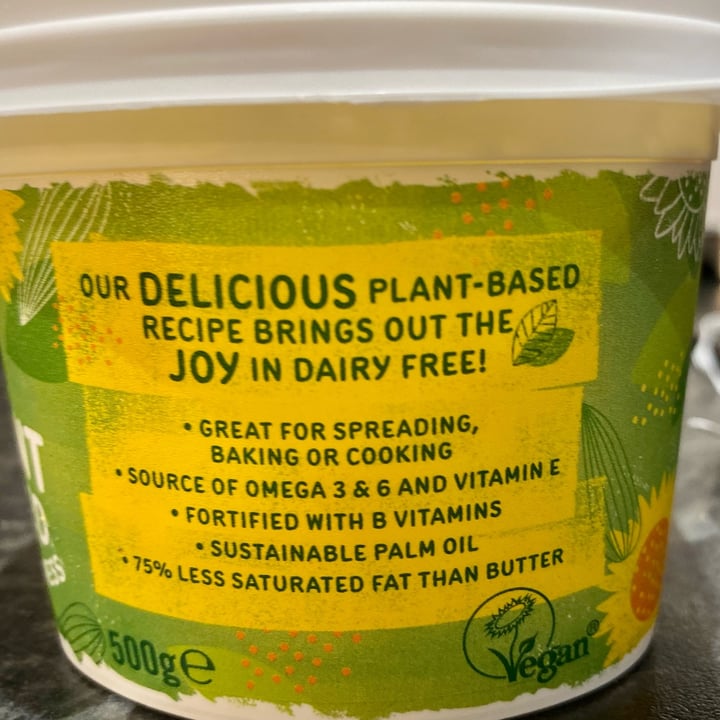 OUR DELICIOUS PLANT-BASED
RECIPE BRINGS OUT THE
JOY IN DAIRY FREE!
• GREAT FOR SPREADING,
BAKING OR COOKING
• SOURCE OF OMEGA 3 & 6 AND VITAMIN E
• FORTIFIED WITH B VITAMINS
• SUSTAINABLE PALM OIL
• 75% LESS SATURATED FAT THAN BUTTER
500g℮
Vegan®